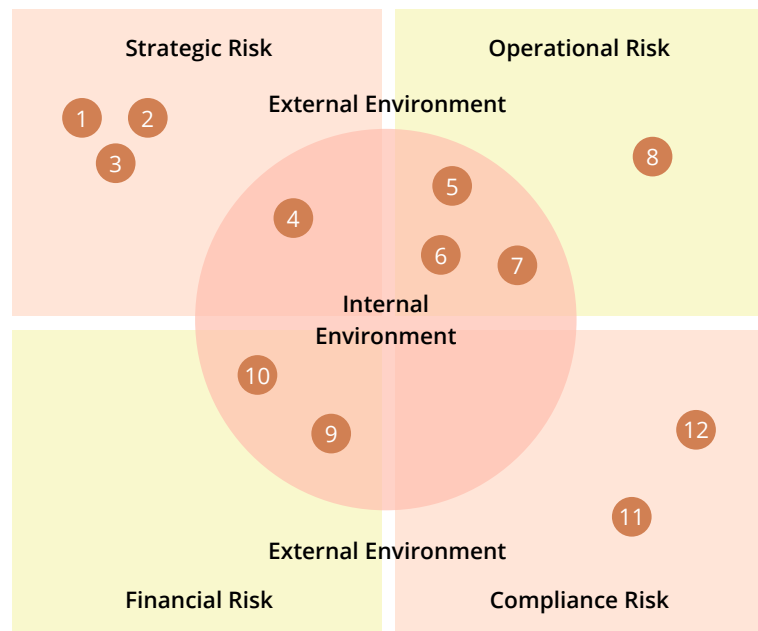 Strategic Risk
Operational Risk
External Environment
1
2
3
8
5
4
6
7
Internal
Environment
10
9
12
11
External Environment
Financial Risk
Compliance Risk